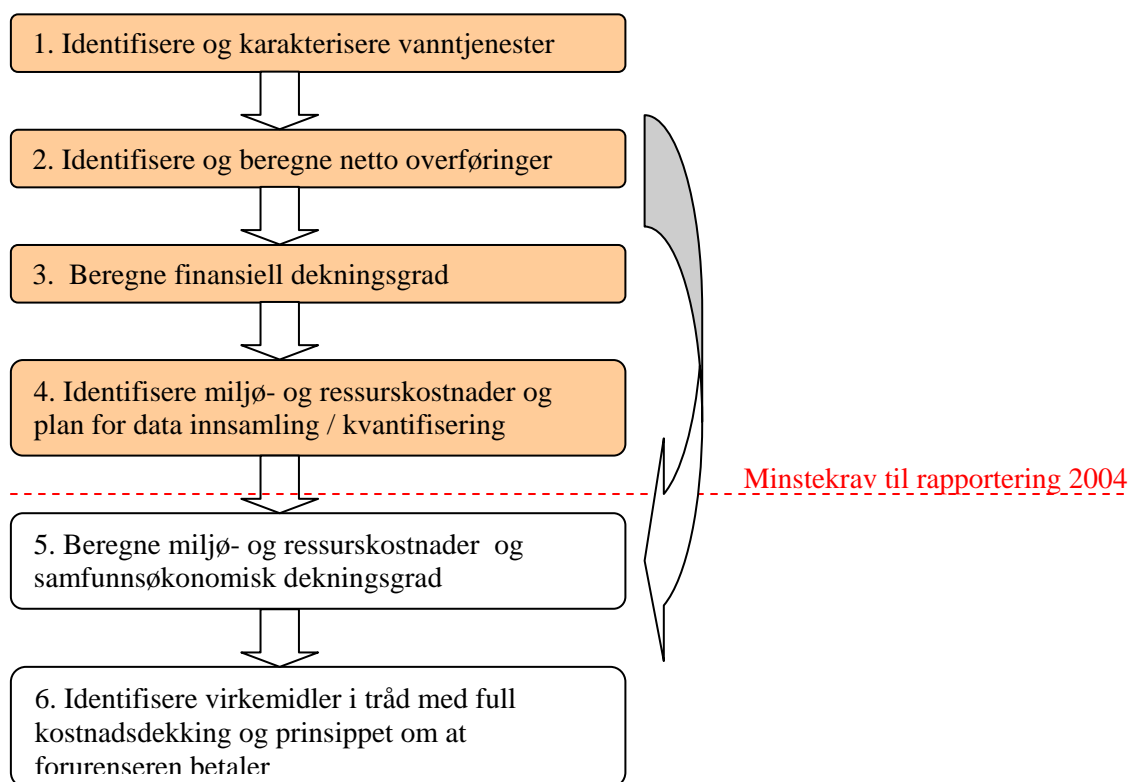 1. Identifisere og karakterisere vanntjenester
2. Identifisere og beregne netto overføringer
3. Beregne finansiell dekningsgrad
4. Identifisere miljø- og ressurskostnader og
plan for data innsamling / kvantifisering
Minstekrav til rapportering 2004
5. Beregne miljø- og ressurskostnader og
samfunnsøkonomisk dekningsgrad
6. Identifisere virkemidler i tråd med full
kostnadsdekking og prinsippet om at
forurenseren betaler